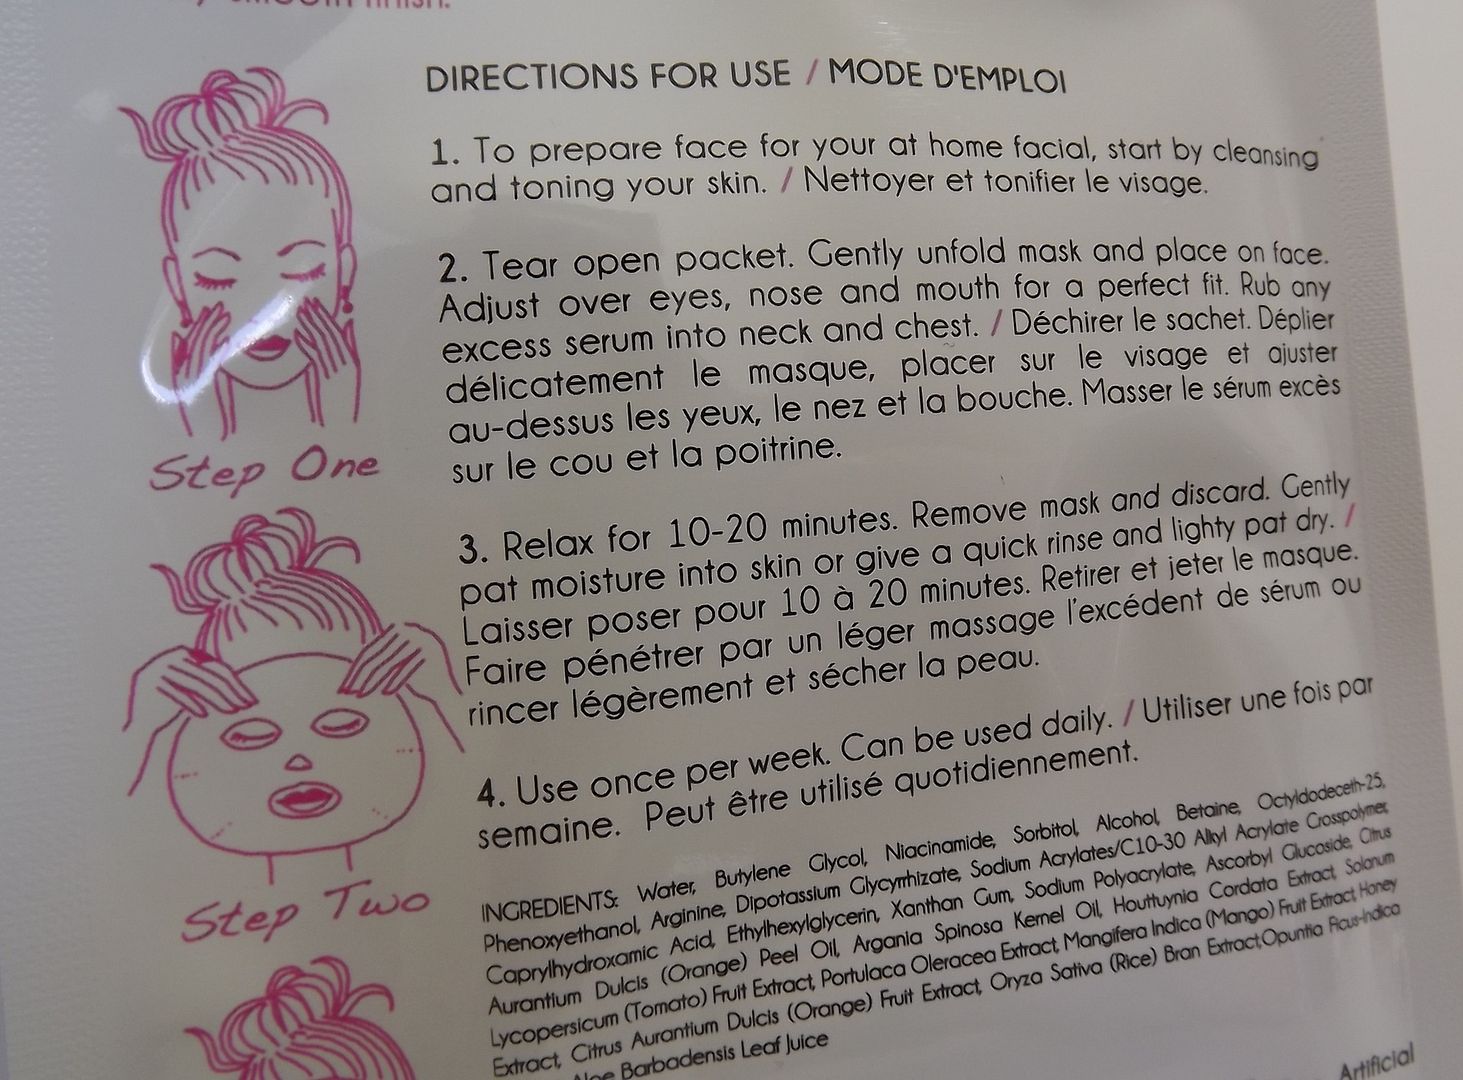 SMOOTH finish.
DIRECTIONS FOR USE / MODE D'EMPLOI
1. To prepare face for your at home facial, start by cleansing
and toning your skin. / Nettoyer et tonifier le visage.
2. Tear open packet. Gently unfold mask and place on face.
Adjust over eyes, nose and mouth for a perfect fit. Rub any
excess serum into neck and chest. / Déchirer le sachet. Déplier
délicatement le masque, placer sur le visage et ajuster
au-dessus les yeux, le nez et la bouche. Masser le sérum excès
sur le cou et la poitrine.
Step One
3. Relax for 10-20 minutes. Remove mask and discard. Gently
pat moisture into skin or give a quick rinse and lighty pat dry. /
Laisser poser pour 10 à 20 minutes. Retirer et jeter le masque.
Faire pénétrer par un léger massage l'excédent de sérum ou
rincer légèrement et sécher la peau.
4. Use once per week. Can be used daily. / Utiliser une fois par
semaine. Peut être utilisé quotidiennement.
Step Two
INGREDIENTS: Water, Butylene Glycol, Niacinamide, Sorbitol, Alcohol, Betaine, Octyldodeceth-25,
Phenoxyethanol, Arginine, Dipotassium Glycyrrhizate, Sodium Acrylates/C10-30 Alkyl Acrylate Crosspolymer,
Caprylhydroxamic Acid, Ethylhexylglycerin, Xanthan Gum, Sodium Polyacrylate, Ascorbyl Glucoside, Citrus
Aurantium Dulcis (Orange) Peel Oil, Argania Spinosa Kernel Oil, Houttuynia Cordata Extract, Solanum
Lycopersicum (Tomato) Fruit Extract, Portulaca Oleracea Extract, Mangifera Indica (Mango) Fruit Extract, Honey
Extract, Citrus Aurantium Dulcis (Orange) Fruit Extract, Oryza Sativa (Rice) Bran Extract,Opuntia Ficus-Indica
Aloe Barbadensis Leaf Juice
Artificial